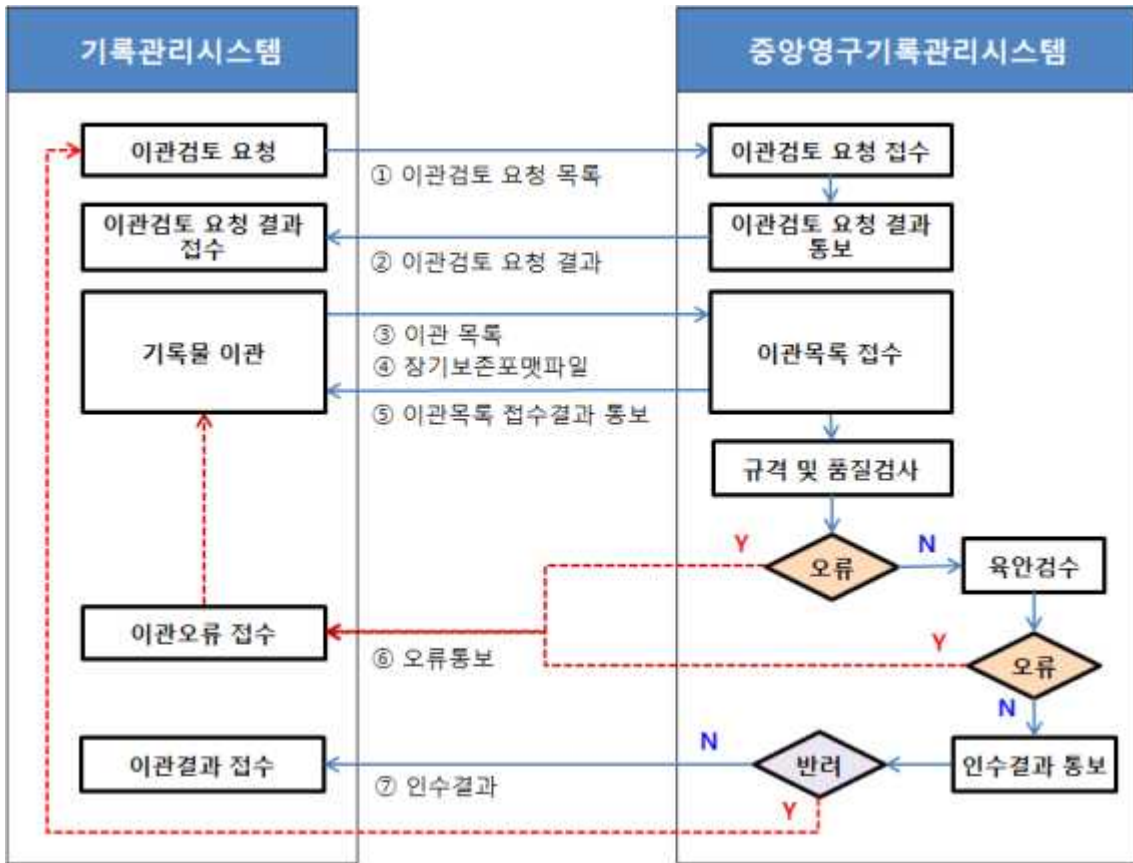 기록관리시스템
중앙영구기록관리시스템
이관검토 요청
이관검토 요청 접수
① 이관검토 요청 목록
이관검토 요청 결과
접수
이관검토 요청 결과
통보
② 이관검토 요청 결과
기록물 이관
③ 이관 목록
④ 장기보존포맷파일
⑤ 이관목록 접수결과 통보
이관목록 접수
규격 및 품질검사
Y
오류
N
육안검수
이관오류 접수
⑥ 오류통보
Y
오류
N
이관결과 접수
⑦ 인수결과
N
반려
인수결과 통보
Y